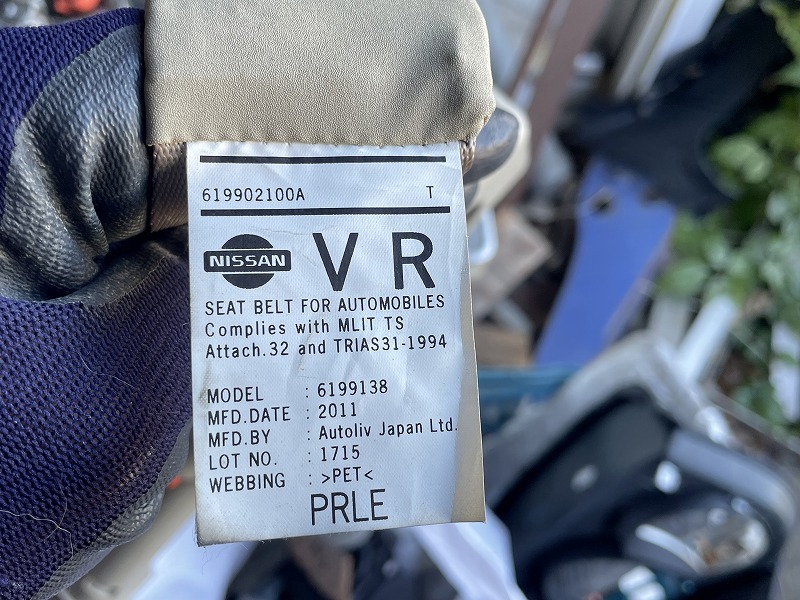 619902100A T
NISSAN V R
SEAT BELT FOR AUTOMOBILES
Complies with MLIT TS
Attach.32 and TRIAS31-1994
MODEL : 6199138
MFD.DATE : 2011
MFD.BY : Autoliv Japan Ltd.
LOT NO. : 1715
WEBBING : >PET<
PRLE